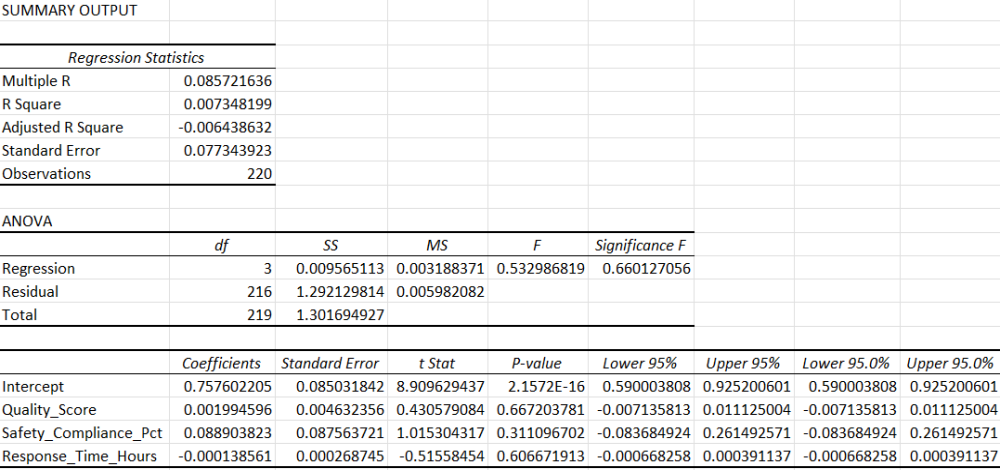 SUMMARY OUTPUT
Regression Statistics
Multiple R 0.085721636
R Square 0.007348199
Adjusted R Square -0.006438632
Standard Error 0.077343923
Observations 220
ANOVA
df SS MS F Significance F
Regression 3 0.009565113 0.003188371 0.532986819 0.660127056
Residual 216 1.292129814 0.005982082
Total 219 1.301694927
Coefficients Standard Error t Stat P-value Lower 95% Upper 95% Lower 95.0% Upper 95.0%
Intercept 0.757602205 0.085031842 8.909629437 2.1572E-16 0.590003808 0.925200601 0.590003808 0.925200601
Quality_Score 0.001994596 0.004632356 0.430579084 0.667203781 -0.007135813 0.011125004 -0.007135813 0.011125004
Safety_Compliance_Pct 0.088903823 0.087563721 1.015304317 0.311096702 -0.083684924 0.261492571 -0.083684924 0.261492571
Response_Time_Hours -0.000138561 0.000268745 -0.51558454 0.606671913 -0.000668258 0.000391137 -0.000668258 0.000391137